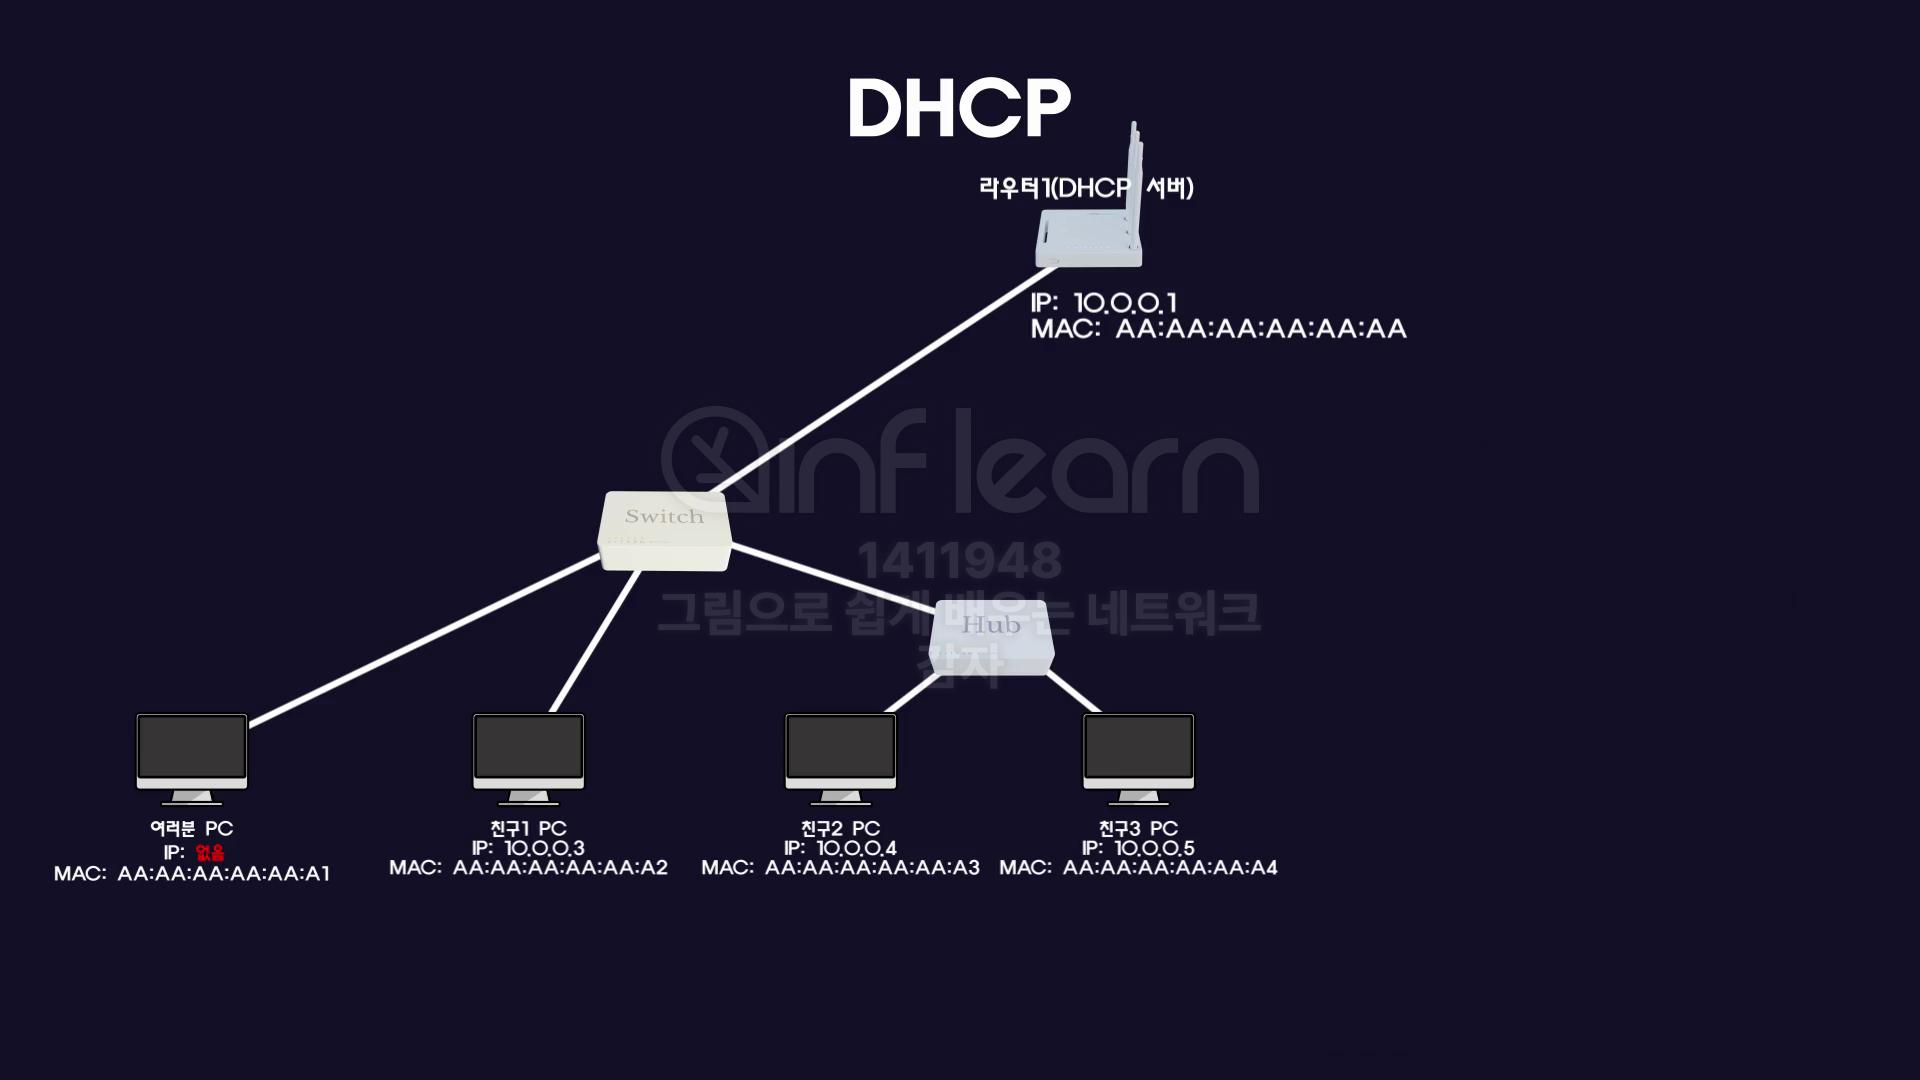 DHCP
라우터1(DHCP 서버)
IP: 10.0.0.1
MAC: AA:AA:AA:AA:AA:AA
inflearn
Switch
1411948
그림으로 쉽게 배우는 네트워크
Hub
감자
여러분 PC
IP: 없음
MAC: AA:AA:AA:AA:AA:A1
친구1 PC
IP: 10.0.0.3
MAC: AA:AA:AA:AA:AA:A2
친구2 PC
IP: 10.0.0.4
MAC: AA:AA:AA:AA:AA:A3
친구3 PC
IP: 10.0.0.5
MAC: AA:AA:AA:AA:AA:A4